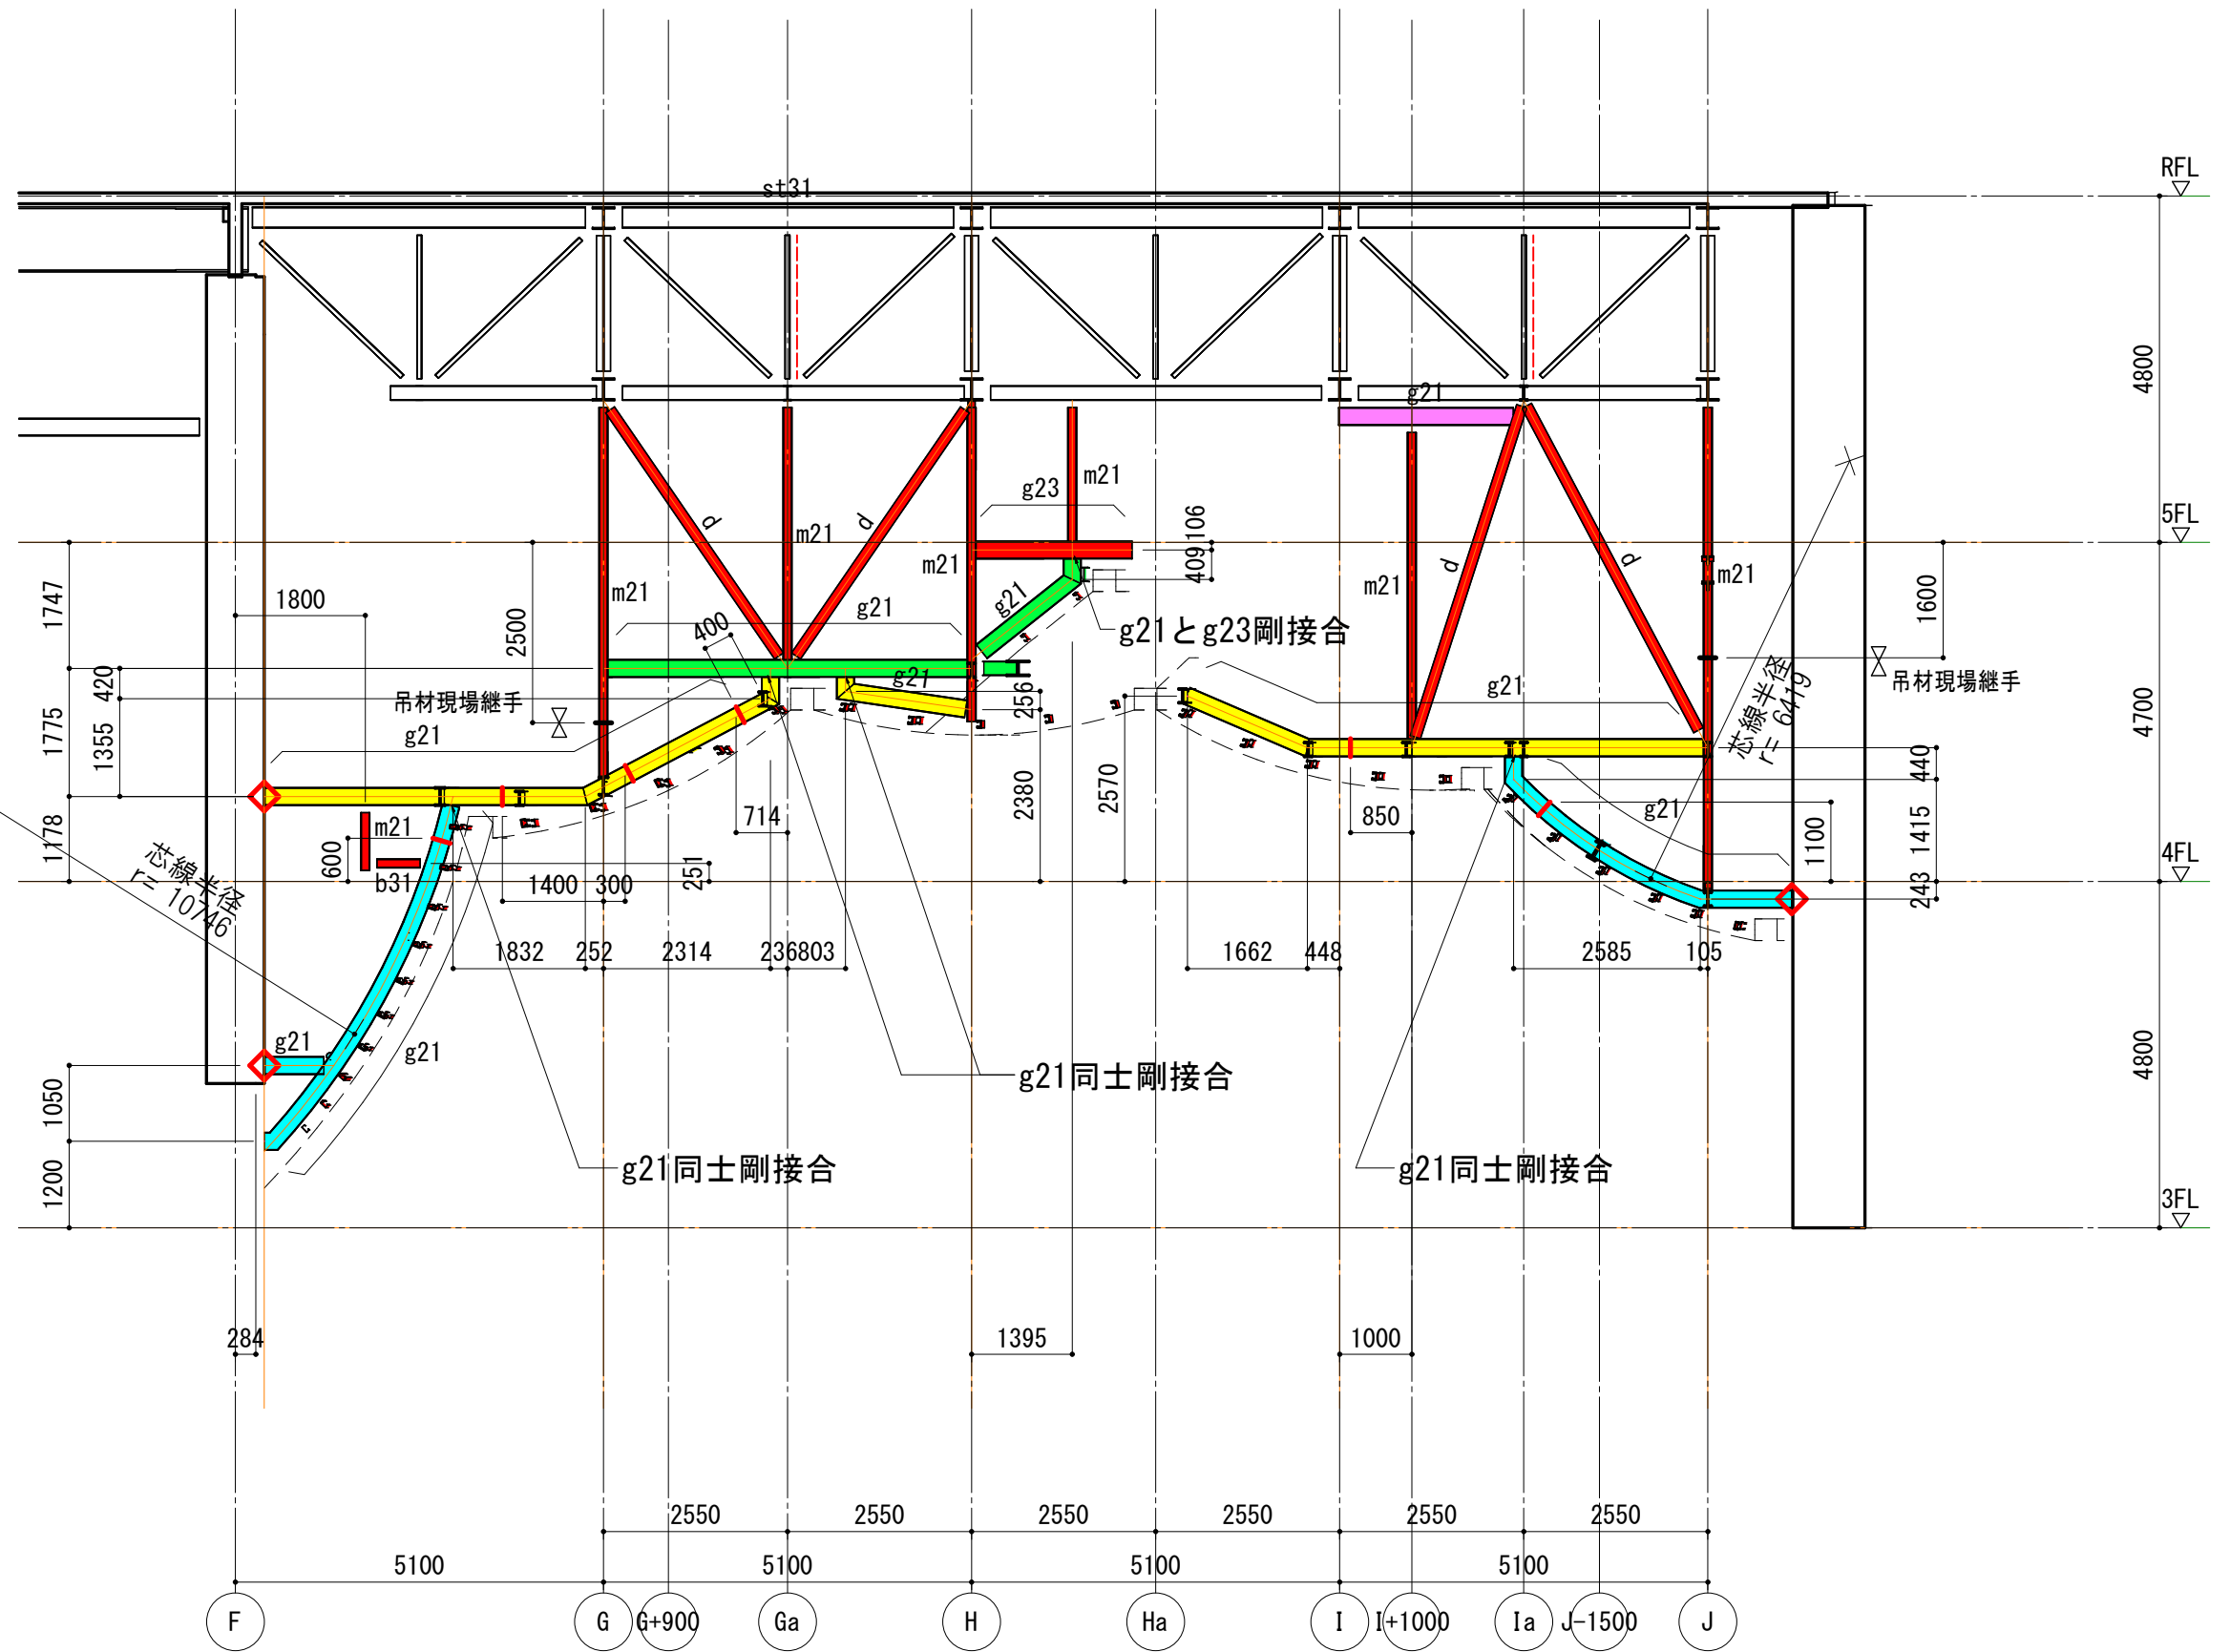 RFL
st31
4800
g21
5FL
g23
m21
106
409
d
d
m21
m21
d
d
m21
m21
1747
1800
2500
m21
g21
400
g21
g21とg23剛接合
1600
420
1775
1355
吊材現場継手
g21
g21
256
g21
芯線半径
r= 6419
吊材現場継手
4700
440
2380
2570
714
850
g21
1100
1415
1178
600
m21
b31
251
1400
300
4FL
243
芯線半径
r= 10746
1832
252
2314
236
803
1662
448
2585
105
g21
g21
g21同士剛接合
4800
1050
1200
g21同士剛接合
g21同士剛接合
3FL
284
1395
1000
2550
2550
2550
2550
2550
2550
5100
5100
5100
5100
F
G
G+900
Ga
H
Ha
I
I+1000
Ia
J-1500
J